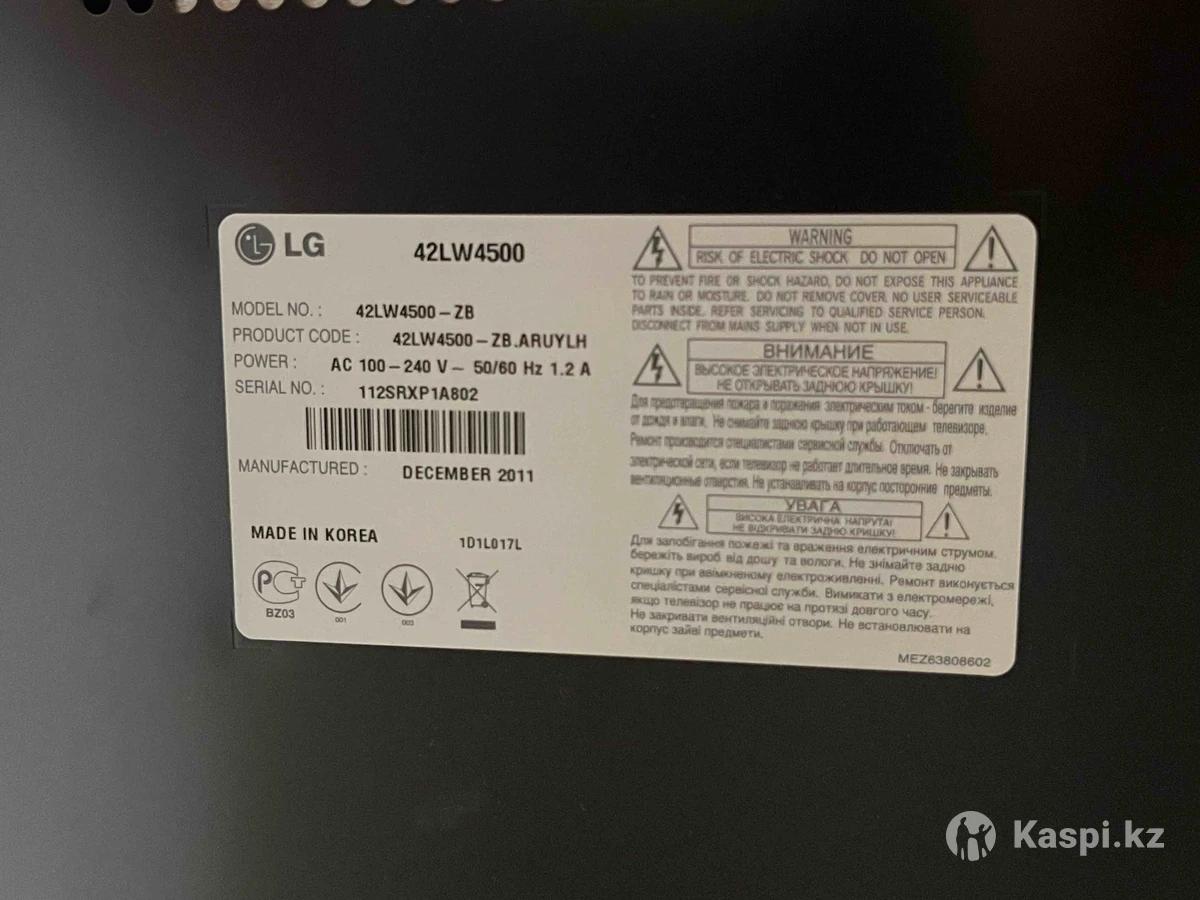 LG
42LW4500
MODEL NO. : 42LW4500-ZB
PRODUCT CODE : 42LW4500-ZB.ARUYLH
POWER : AC 100-240 V~ 50/60 Hz 1.2 A
SERIAL NO. : 112SRXP1A802
MANUFACTURED : DECEMBER 2011
MADE IN KOREA
1D1L017L
BZ03
001
003
WARNING
RISK OF ELECTRIC SHOCK DO NOT OPEN
TO PREVENT FIRE OR SHOCK HAZARD, DO NOT EXPOSE THIS APPLIANCE
TO RAIN OR MOISTURE. DO NOT REMOVE COVER. NO USER SERVICEABLE
PARTS INSIDE. REFER SERVICING TO QUALIFIED SERVICE PERSON.
DISCONNECT FROM MAINS SUPPLY WHEN NOT IN USE.
ВНИМАНИЕ
ВЫСОКОЕ ЭЛЕКТРИЧЕСКОЕ НАПРЯЖЕНИЕ!
НЕ ОТКРЫВАТЬ ЗАДНЮЮ КРЫШКУ!
Для предотвращения пожара и поражения электрическим током - берегите изделие
от дождя и влаги. Не снимайте заднюю крышку при работающем телевизоре.
Ремонт производится специалистами сервисной службы. Отключать от
электрической сети, если телевизор не работает длительное время. Не закрывать
вентиляционные отверстия. Не устанавливать на корпус посторонние предметы.
УВАГА
ВИСОКА ЕЛЕКТРИЧНА НАПРУГА!
НЕ ВІДКРИВАТИ ЗАДНЮ КРИШКУ!
Для запобігання пожежі та враження електричним струмом,
бережіть вироб від дощу та вологи. Не знімайте задню
кришку при ввімкненому електроживленні. Ремонт виконується
спеціалістами сервісної служби. Вимикати з електромережі,
якщо телевізор не працює на протязі довгого часу.
Не закривати вентиляційні отвори. Не встановлювати на
корпус зайві предмети.
MEZ63808602
Kaspi.kz